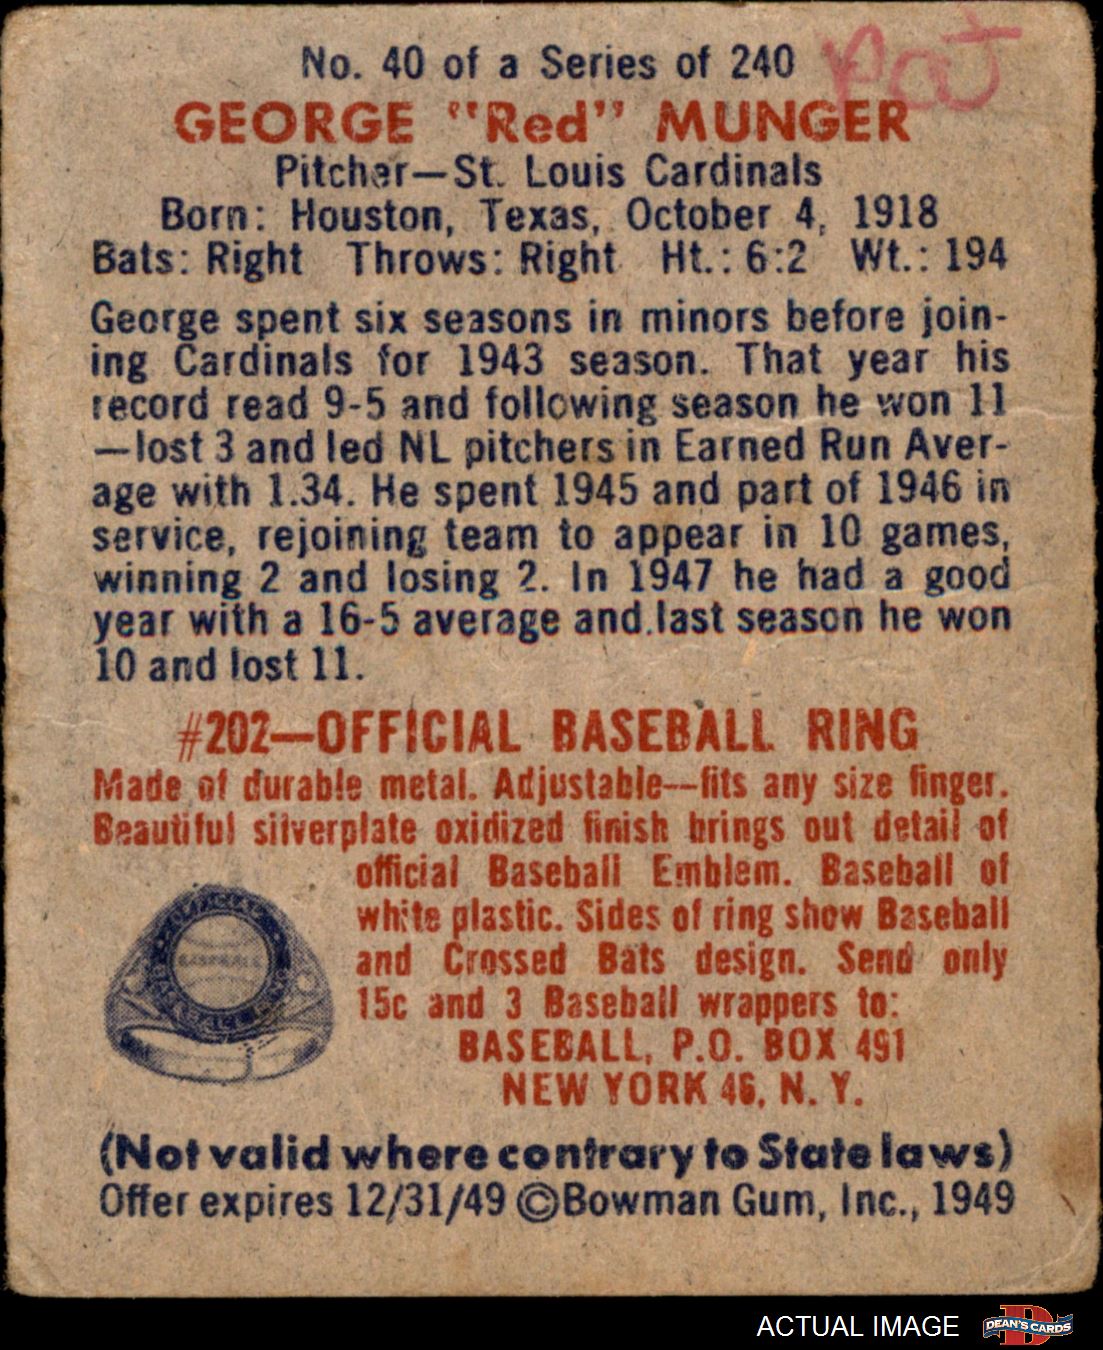 Pat
No. 40 of a Series of 240
GEORGE "Red" MUNGER
Pitcher—St. Louis Cardinals
Born: Houston, Texas, October 4, 1918
Bats: Right Throws: Right Ht.: 6:2 Wt.: 194
George spent six seasons in minors before join-
ing Cardinals for 1943 season. That year his
record read 9-5 and following season he won 11
—lost 3 and led NL pitchers in Earned Run Aver-
age with 1.34. He spent 1945 and part of 1946 in
service, rejoining team to appear in 10 games,
winning 2 and losing 2. In 1947 he had a good
year with a 16-5 average and last season he won
10 and lost 11.
#202—OFFICIAL BASEBALL RING
Made of durable metal. Adjustable—fits any size finger.
Beautiful silverplate oxidized finish brings out detail of
official Baseball Emblem. Baseball of
white plastic. Sides of ring show Baseball
and Crossed Bats design. Send only
15c and 3 Baseball wrappers to:
BASEBALL, P.O. BOX 491
NEW YORK 46, N. Y.
(Not valid where contrary to State laws)
Offer expires 12/31/49 ©Bowman Gum, Inc., 1949
ACTUAL IMAGE
DEAN'S CARDS